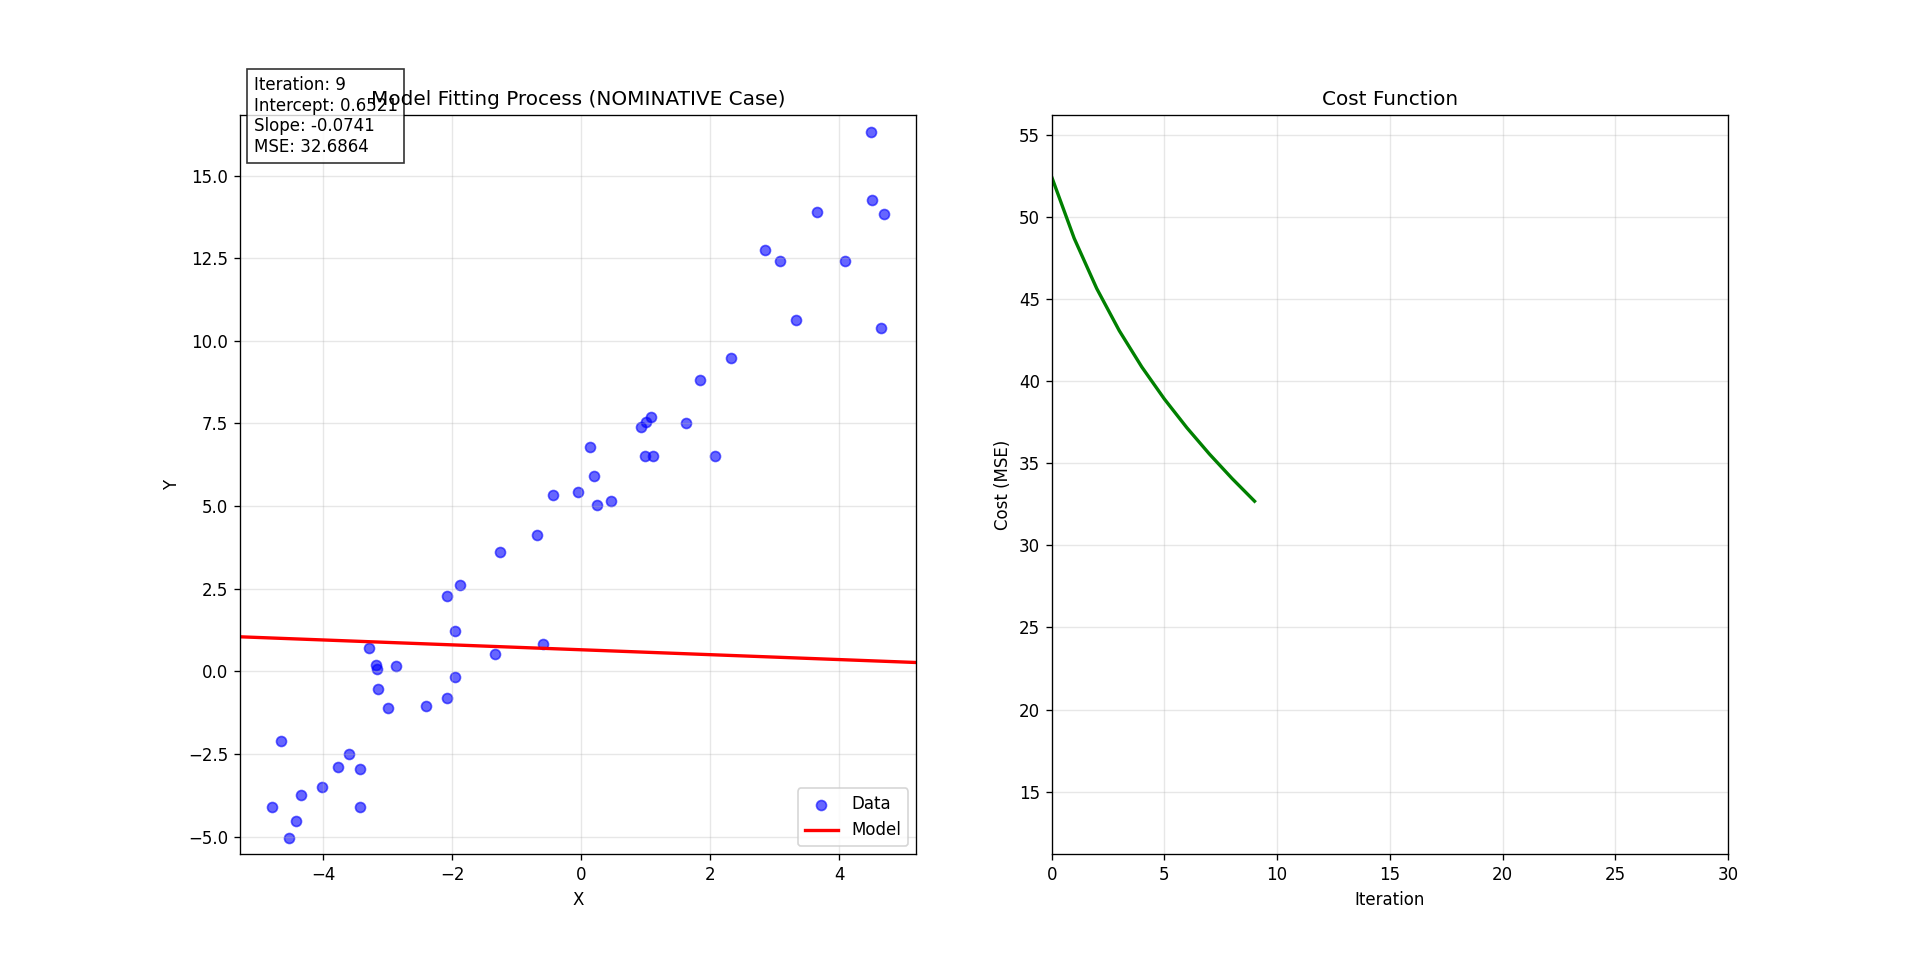 Iteration: 9
Intercept: 0.6521
Slope: -0.0741
MSE: 32.6864
Model Fitting Process (NOMINATIVE Case)
15.0
12.5
10.0
7.5
5.0
2.5
0.0
−2.5
−5.0
Y
−4 −2 0 2 4
X
Data
Model
Cost Function
55
50
45
40
35
30
25
20
15
Cost (MSE)
0 5 10 15 20 25 30
Iteration